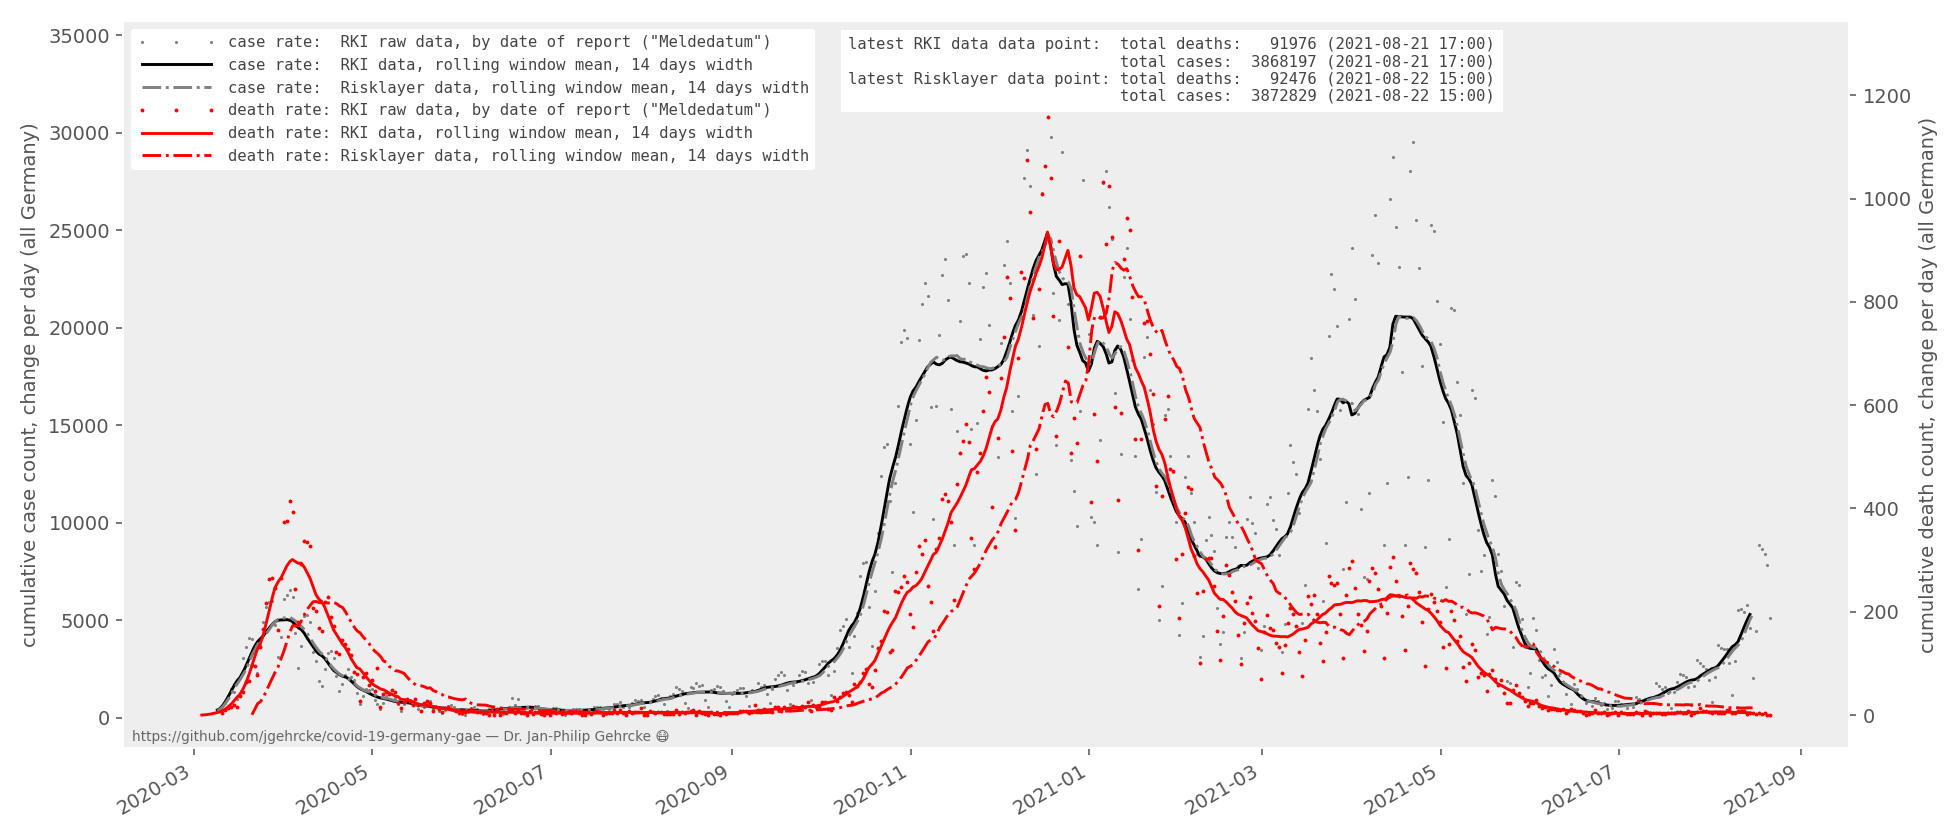 case rate:  RKI raw data, by date of report ("Meldedatum")
case rate:  RKI data, rolling window mean, 14 days width
case rate:  Risklayer data, rolling window mean, 14 days width
death rate: RKI raw data, by date of report ("Meldedatum")
death rate: RKI data, rolling window mean, 14 days width
death rate: Risklayer data, rolling window mean, 14 days width
latest RKI data data point:  total deaths:   91976 (2021-08-21 17:00)
total cases:  3868197 (2021-08-21 17:00)
latest Risklayer data point: total deaths:   92476 (2021-08-22 15:00)
total cases:  3872829 (2021-08-22 15:00)
cumulative case count, change per day (all Germany)
35000
30000
25000
20000
15000
10000
5000
0
cumulative death count, change per day (all Germany)
1200
1000
800
600
400
200
0
https://github.com/jgehrcke/covid-19-germany-gae — Dr. Jan-Philip Gehrcke 😷
2020-03
2020-05
2020-07
2020-09
2020-11
2021-01
2021-03
2021-05
2021-07
2021-09